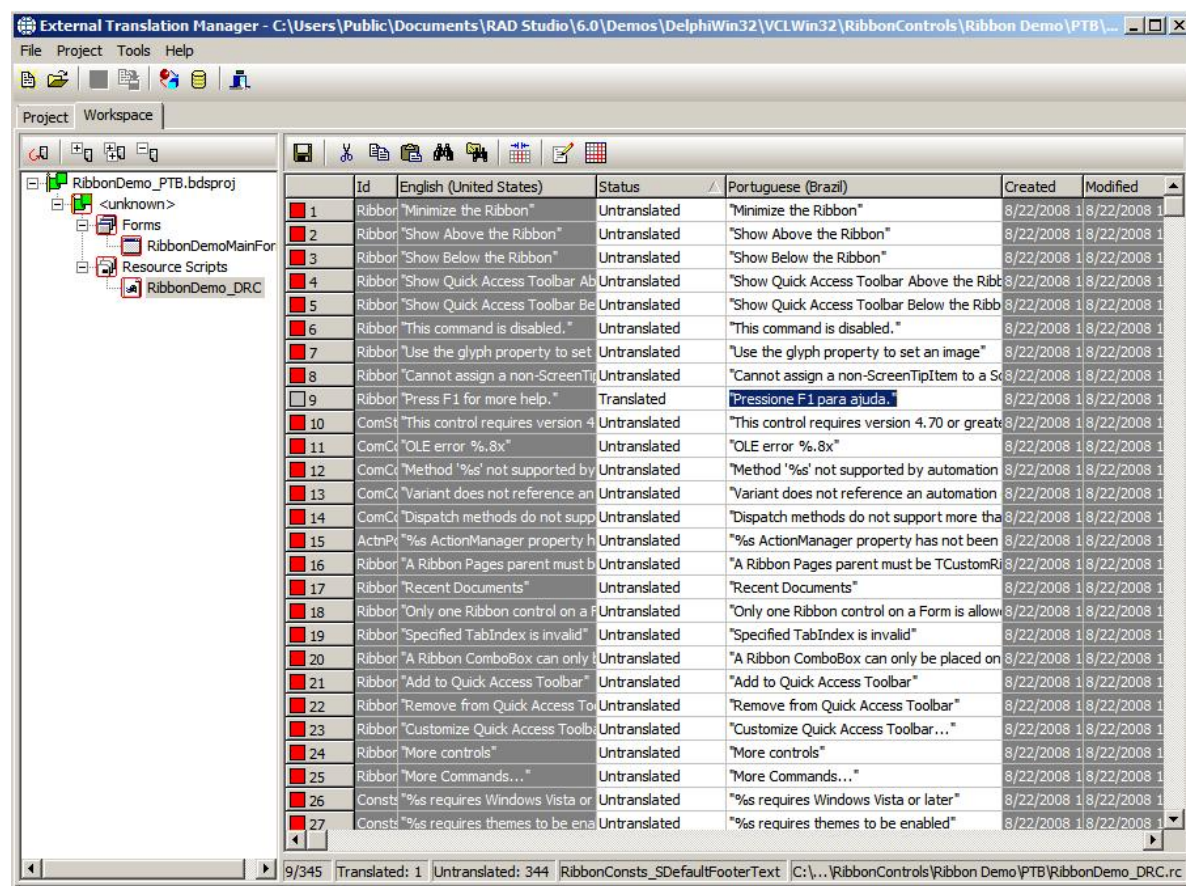 External Translation Manager - C:\Users\Public\Documents\RAD Studio\6.0\Demos\DelphiWin32\VCLWin32\RibbonControls\Ribbon Demo\PTB\...
File Project Tools Help
Project Workspace
RibbonDemo_PTB.bdsproj
<unknown>
Forms
RibbonDemoMainFor
Resource Scripts
RibbonDemo_DRC
Id English (United States) Status Portuguese (Brazil) Created Modified
1 Ribbor "Minimize the Ribbon" Untranslated "Minimize the Ribbon" 8/22/2008 1 8/22/2008 1
2 Ribbor "Show Above the Ribbon" Untranslated "Show Above the Ribbon" 8/22/2008 1 8/22/2008 1
3 Ribbor "Show Below the Ribbon" Untranslated "Show Below the Ribbon" 8/22/2008 1 8/22/2008 1
4 Ribbor "Show Quick Access Toolbar Ab Untranslated "Show Quick Access Toolbar Above the Ribb 8/22/2008 1 8/22/2008 1
5 Ribbor "Show Quick Access Toolbar Be Untranslated "Show Quick Access Toolbar Below the Ribb 8/22/2008 1 8/22/2008 1
6 Ribbor "This command is disabled." Untranslated "This command is disabled." 8/22/2008 1 8/22/2008 1
7 Ribbor "Use the glyph property to set Untranslated "Use the glyph property to set an image" 8/22/2008 1 8/22/2008 1
8 Ribbor "Cannot assign a non-ScreenTip Untranslated "Cannot assign a non-ScreenTipItem to a Sc 8/22/2008 1 8/22/2008 1
9 Ribbor "Press F1 for more help." Translated "Pressione F1 para ajuda." 8/22/2008 1 8/22/2008 1
10 ComSt "This control requires version 4 Untranslated "This control requires version 4.70 or greate 8/22/2008 1 8/22/2008 1
11 ComCo "OLE error %.8x" Untranslated "OLE error %.8x" 8/22/2008 1 8/22/2008 1
12 ComCo "Method '%s' not supported by Untranslated "Method '%s' not supported by automation 8/22/2008 1 8/22/2008 1
13 ComCo "Variant does not reference an Untranslated "Variant does not reference an automation 8/22/2008 1 8/22/2008 1
14 ComCo "Dispatch methods do not supp Untranslated "Dispatch methods do not support more tha 8/22/2008 1 8/22/2008 1
15 ActnPo "%s ActionManager property h Untranslated "%s ActionManager property has not been 8/22/2008 1 8/22/2008 1
16 Ribbor "A Ribbon Pages parent must b Untranslated "A Ribbon Pages parent must be TCustomRi 8/22/2008 1 8/22/2008 1
17 Ribbor "Recent Documents" Untranslated "Recent Documents" 8/22/2008 1 8/22/2008 1
18 Ribbor "Only one Ribbon control on a F Untranslated "Only one Ribbon control on a Form is allow 8/22/2008 1 8/22/2008 1
19 Ribbor "Specified TabIndex is invalid" Untranslated "Specified TabIndex is invalid" 8/22/2008 1 8/22/2008 1
20 Ribbor "A Ribbon ComboBox can only Untranslated "A Ribbon ComboBox can only be placed on 8/22/2008 1 8/22/2008 1
21 Ribbor "Add to Quick Access Toolbar" Untranslated "Add to Quick Access Toolbar" 8/22/2008 1 8/22/2008 1
22 Ribbor "Remove from Quick Access To Untranslated "Remove from Quick Access Toolbar" 8/22/2008 1 8/22/2008 1
23 Ribbor "Customize Quick Access Toolb Untranslated "Customize Quick Access Toolbar..." 8/22/2008 1 8/22/2008 1
24 Ribbor "More controls" Untranslated "More controls" 8/22/2008 1 8/22/2008 1
25 Ribbor "More Commands..." Untranslated "More Commands..." 8/22/2008 1 8/22/2008 1
26 Consts "%s requires Windows Vista or Untranslated "%s requires Windows Vista or later" 8/22/2008 1 8/22/2008 1
27 Consts "%s requires themes to be ena Untranslated "%s requires themes to be enabled" 8/22/2008 1 8/22/2008 1
9/345 Translated: 1 Untranslated: 344 RibbonConsts_SDefaultFooterText C:\...\RibbonControls\Ribbon Demo\PTB\RibbonDemo_DRC.rc